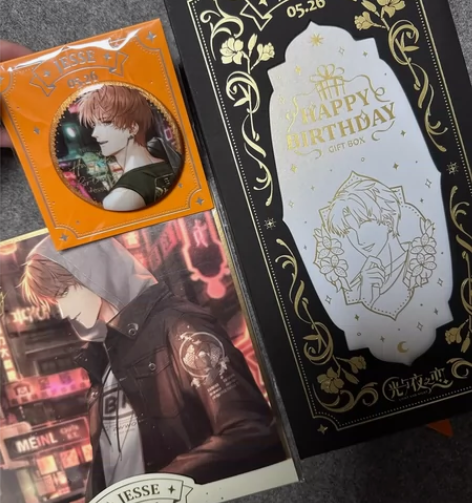 JESSE
05.26
05.26
HAPPY
BIRTHDAY
GIFT BOX
光与夜之恋
MEINL
JESSE